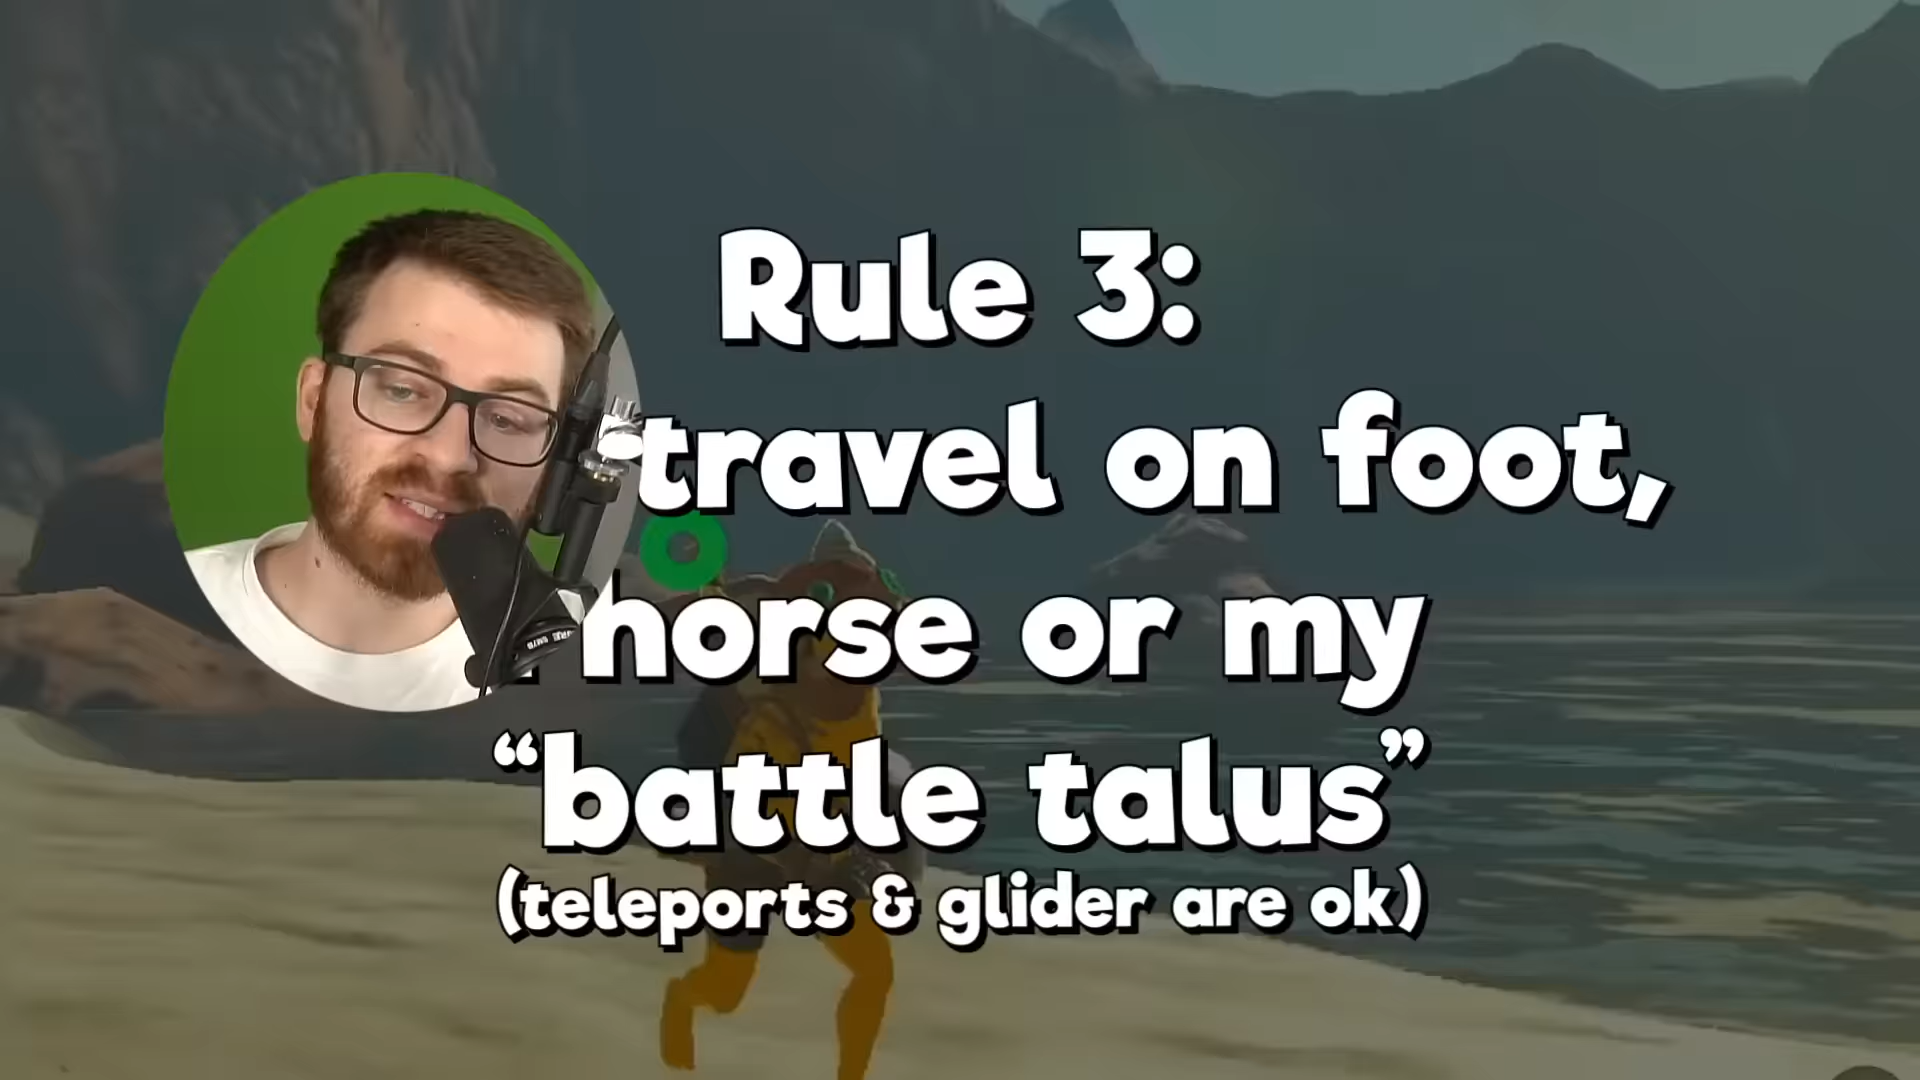 Rule 3:
travel on foot,
horse or my
“battle talus”
(teleports & glider are ok)